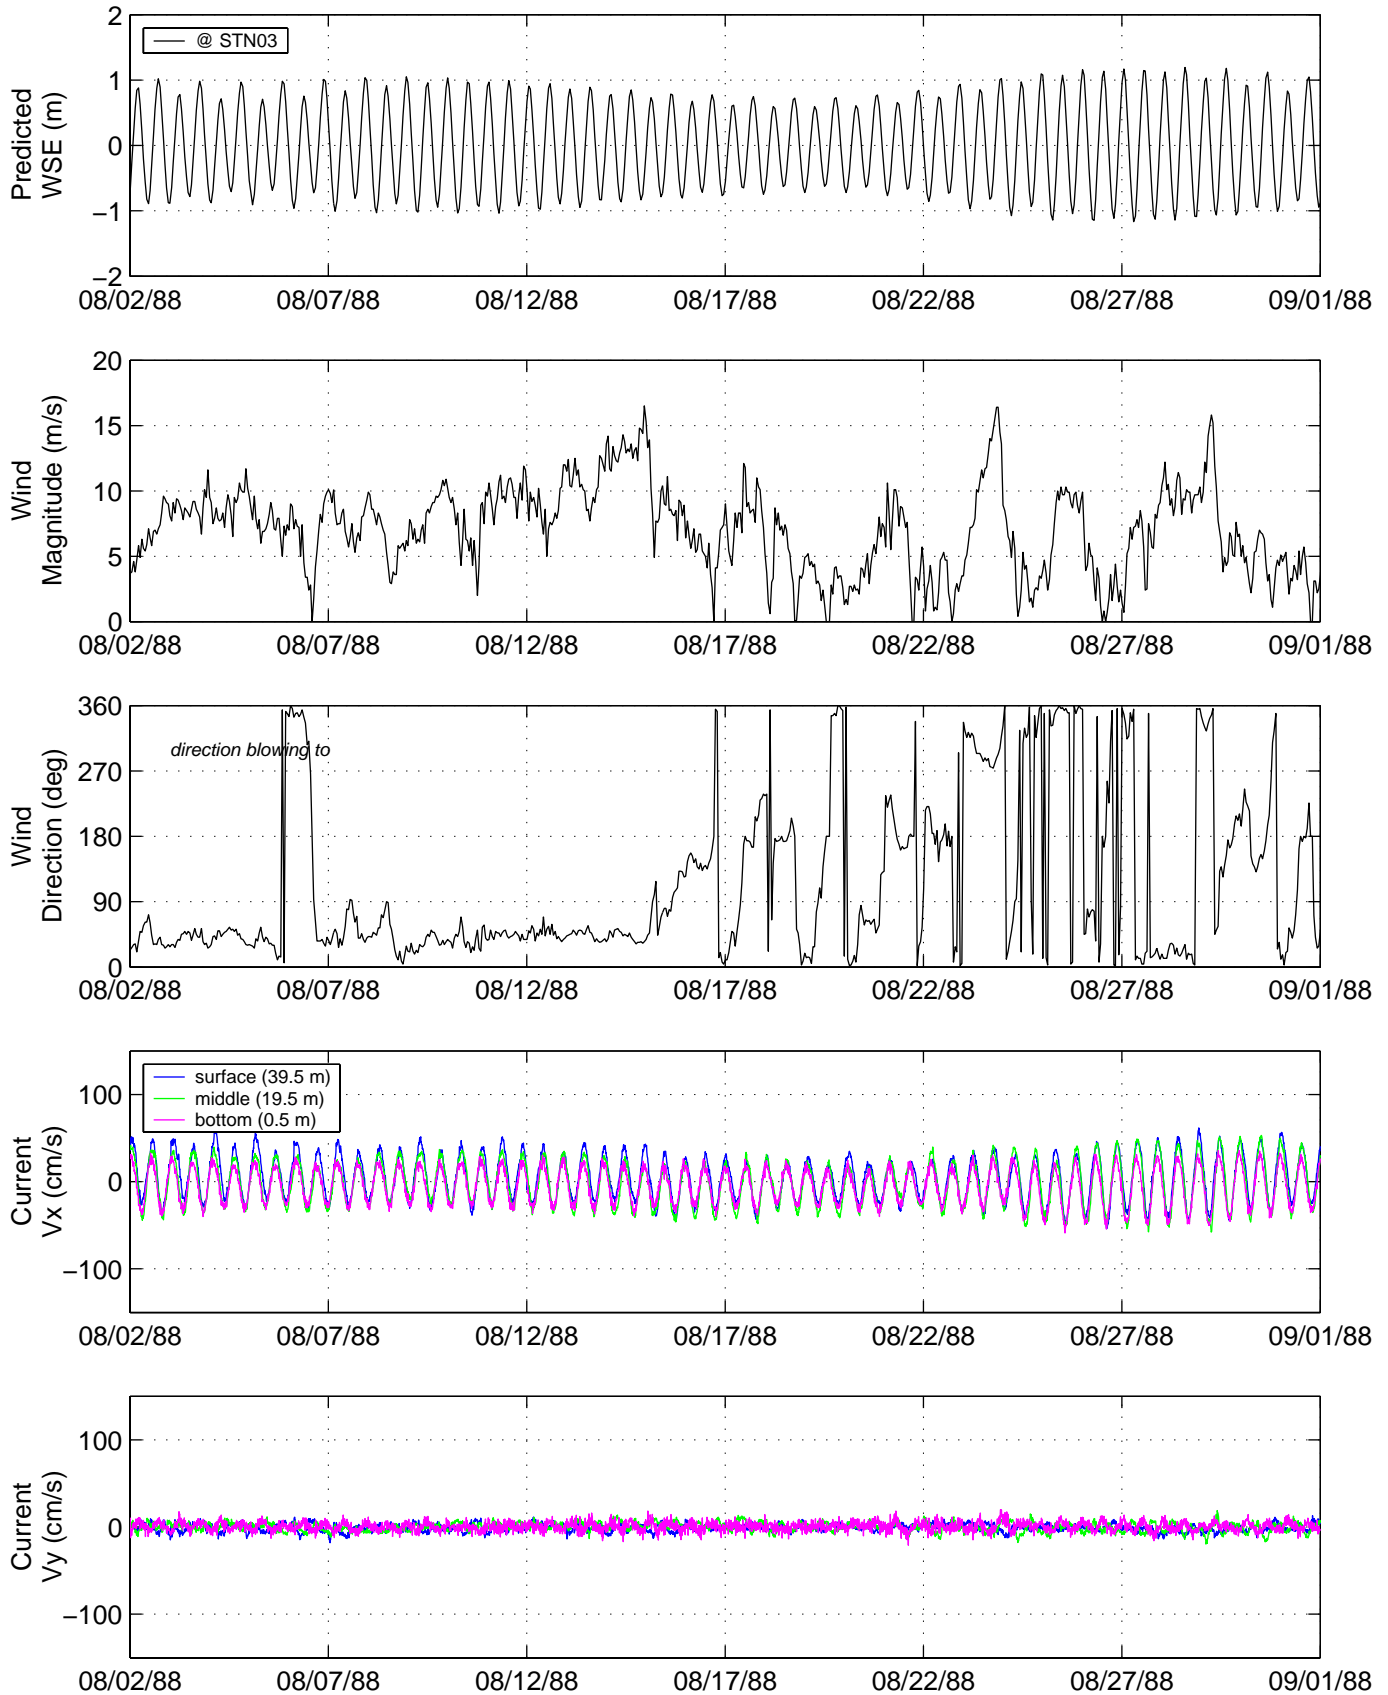 2
1
0
−1
−2
Predicted
WSE (m)
@ STN03
08/02/88 08/07/88 08/12/88 08/17/88 08/22/88 08/27/88 09/01/88
20
15
10
5
0
Wind
Magnitude (m/s)
08/02/88 08/07/88 08/12/88 08/17/88 08/22/88 08/27/88 09/01/88
360
270
180
90
0
Wind
Direction (deg)
direction blowing to
08/02/88 08/07/88 08/12/88 08/17/88 08/22/88 08/27/88 09/01/88
100
0
−100
Current
Vx (cm/s)
surface (39.5 m)
middle (19.5 m)
bottom (0.5 m)
08/02/88 08/07/88 08/12/88 08/17/88 08/22/88 08/27/88 09/01/88
100
0
−100
Current
Vy (cm/s)
08/02/88 08/07/88 08/12/88 08/17/88 08/22/88 08/27/88 09/01/88